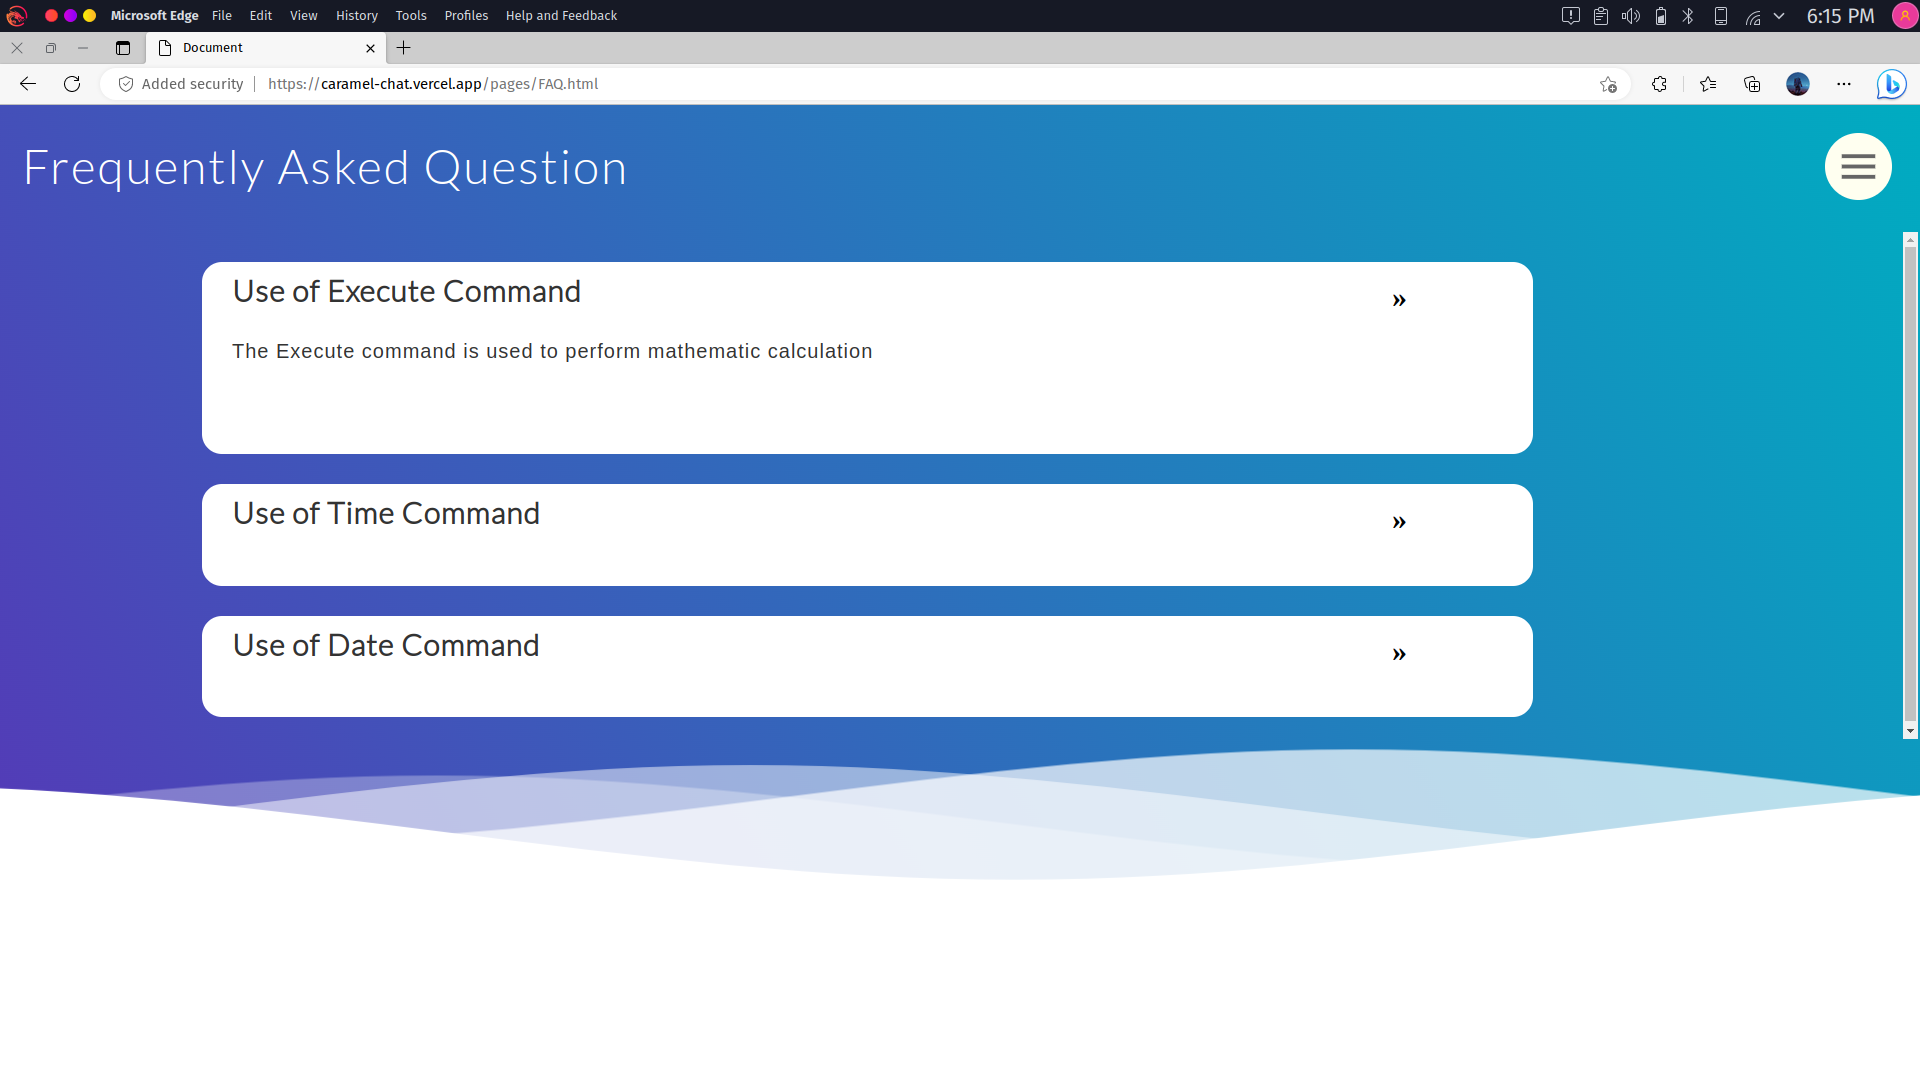 Microsoft Edge File Edit View History Tools Profiles Help and Feedback 6:15 PM
Document
Added security https://caramel-chat.vercel.app/pages/FAQ.html
Frequently Asked Question
Use of Execute Command »
The Execute command is used to perform mathematic calculation
Use of Time Command »
Use of Date Command »